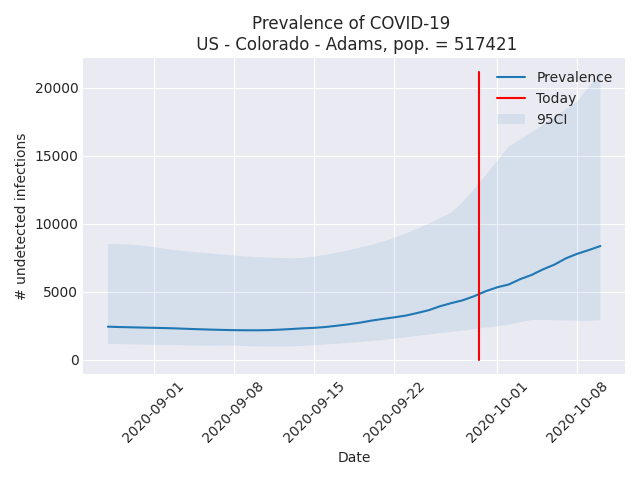 Prevalence of COVID-19
US - Colorado - Adams, pop. = 517421
Prevalence
Today
95CI
# undetected infections
20000
15000
10000
5000
0
2020-09-01
2020-09-08
2020-09-15
2020-09-22
2020-10-01
2020-10-08
Date